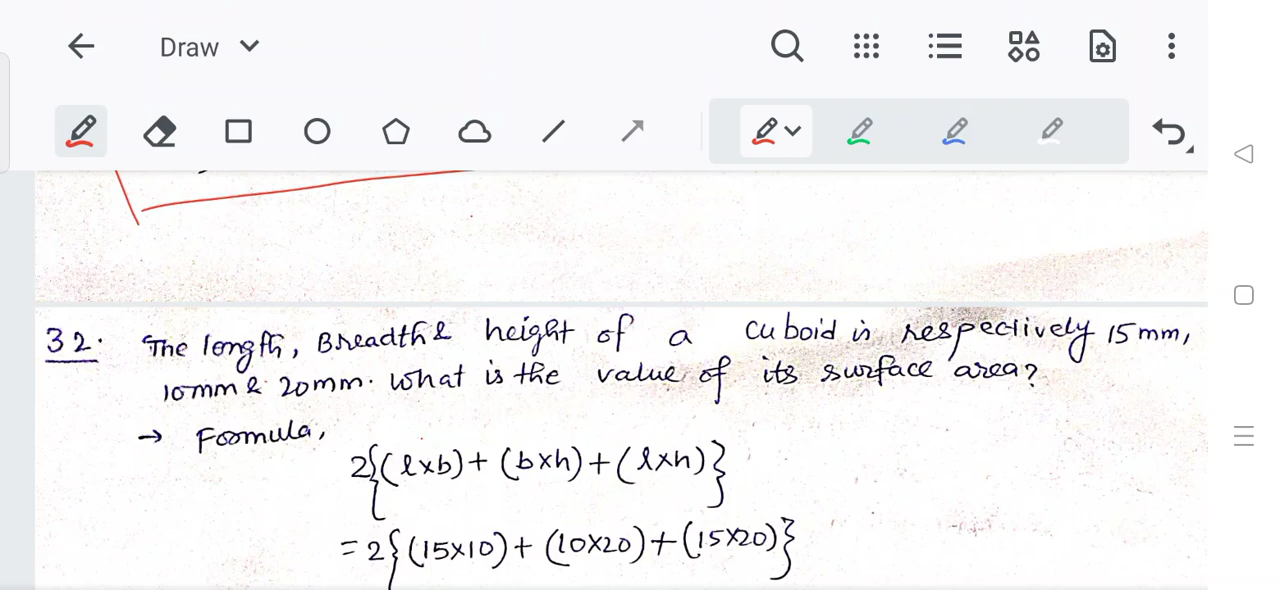 Draw
32. The length, Breadth & height of a cuboid is respectively 15mm,
10mm & 20mm. What is the value of its surface area?
→ Formula,
2{(l×b)+(b×h)+(l×h)}
=2{(15×10)+(10×20)+(15×20)}